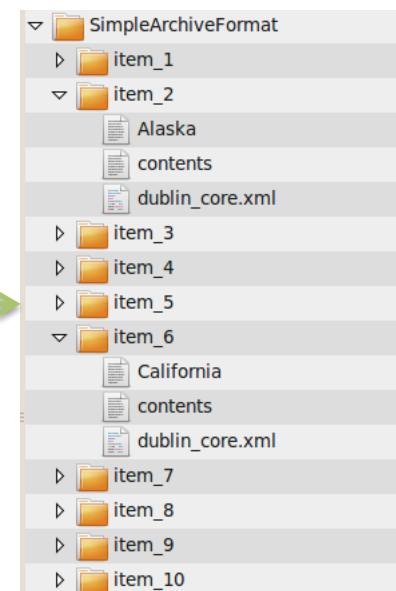 SimpleArchiveFormat
item_1
item_2
Alaska
contents
dublin_core.xml
item_3
item_4
item_5
item_6
California
contents
dublin_core.xml
item_7
item_8
item_9
item_10